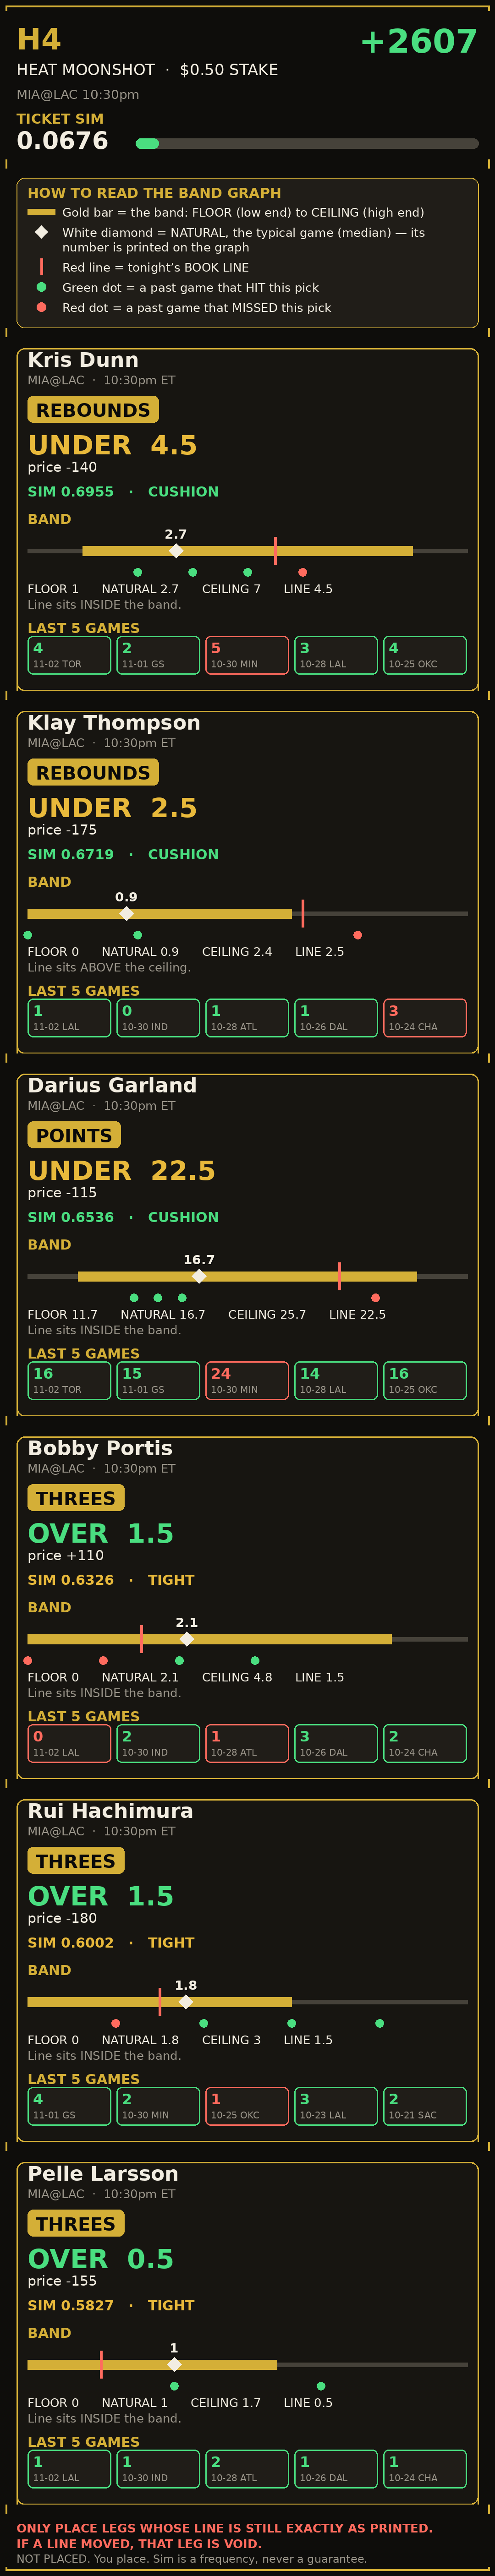 H4
+2607
HEAT MOONSHOT · $0.50 STAKE
MIA@LAC 10:30pm
TICKET SIM
0.0676
HOW TO READ THE BAND GRAPH
Gold bar = the band: FLOOR (low end) to CEILING (high end)
White diamond = NATURAL, the typical game (median) — its
number is printed on the graph
Red line = tonight’s BOOK LINE
Green dot = a past game that HIT this pick
Red dot = a past game that MISSED this pick
Kris Dunn
MIA@LAC · 10:30pm ET
REBOUNDS
UNDER 4.5
price -140
SIM 0.6955 · CUSHION
BAND
2.7
FLOOR 1 NATURAL 2.7 CEILING 7 LINE 4.5
Line sits INSIDE the band.
LAST 5 GAMES
4 2 5 3 4
11-02 TOR 11-01 GS 10-30 MIN 10-28 LAL 10-25 OKC
Klay Thompson
MIA@LAC · 10:30pm ET
REBOUNDS
UNDER 2.5
price -175
SIM 0.6719 · CUSHION
BAND
0.9
FLOOR 0 NATURAL 0.9 CEILING 2.4 LINE 2.5
Line sits ABOVE the ceiling.
LAST 5 GAMES
1 0 1 1 3
11-02 LAL 10-30 IND 10-28 ATL 10-26 DAL 10-24 CHA
Darius Garland
MIA@LAC · 10:30pm ET
POINTS
UNDER 22.5
price -115
SIM 0.6536 · CUSHION
BAND
16.7
FLOOR 11.7 NATURAL 16.7 CEILING 25.7 LINE 22.5
Line sits INSIDE the band.
LAST 5 GAMES
16 15 24 14 16
11-02 TOR 11-01 GS 10-30 MIN 10-28 LAL 10-25 OKC
Bobby Portis
MIA@LAC · 10:30pm ET
THREES
OVER 1.5
price +110
SIM 0.6326 · TIGHT
BAND
2.1
FLOOR 0 NATURAL 2.1 CEILING 4.8 LINE 1.5
Line sits INSIDE the band.
LAST 5 GAMES
0 2 1 3 2
11-02 LAL 10-30 IND 10-28 ATL 10-26 DAL 10-24 CHA
Rui Hachimura
MIA@LAC · 10:30pm ET
THREES
OVER 1.5
price -180
SIM 0.6002 · TIGHT
BAND
1.8
FLOOR 0 NATURAL 1.8 CEILING 3 LINE 1.5
Line sits INSIDE the band.
LAST 5 GAMES
4 2 1 3 2
11-01 GS 10-30 MIN 10-25 OKC 10-23 LAL 10-21 SAC
Pelle Larsson
MIA@LAC · 10:30pm ET
THREES
OVER 0.5
price -155
SIM 0.5827 · TIGHT
BAND
1
FLOOR 0 NATURAL 1 CEILING 1.7 LINE 0.5
Line sits INSIDE the band.
LAST 5 GAMES
1 1 2 1 1
11-02 LAL 10-30 IND 10-28 ATL 10-26 DAL 10-24 CHA
ONLY PLACE LEGS WHOSE LINE IS STILL EXACTLY AS PRINTED.
IF A LINE MOVED, THAT LEG IS VOID.
NOT PLACED. You place. Sim is a frequency, never a guarantee.